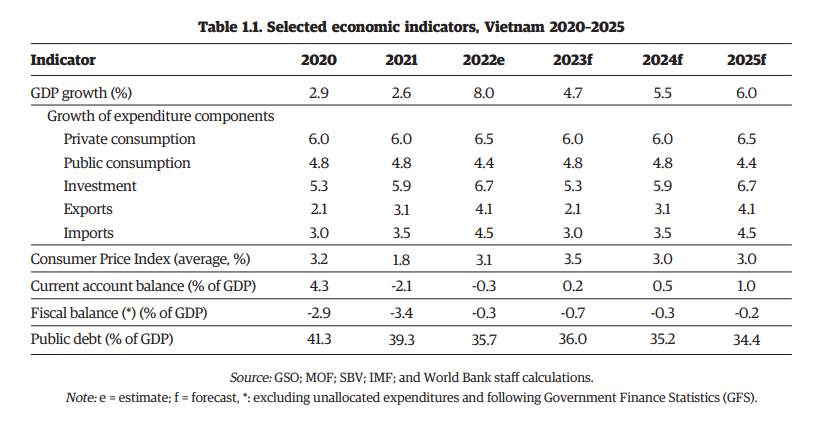 Table 1.1. Selected economic indicators, Vietnam 2020–2025
Indicator 2020 2021 2022e 2023f 2024f 2025f
GDP growth (%) 2.9 2.6 8.0 4.7 5.5 6.0
Growth of expenditure components
Private consumption 6.0 6.0 6.5 6.0 6.0 6.5
Public consumption 4.8 4.8 4.4 4.8 4.8 4.4
Investment 5.3 5.9 6.7 5.3 5.9 6.7
Exports 2.1 3.1 4.1 2.1 3.1 4.1
Imports 3.0 3.5 4.5 3.0 3.5 4.5
Consumer Price Index (average, %) 3.2 1.8 3.1 3.5 3.0 3.0
Current account balance (% of GDP) 4.3 -2.1 -0.3 0.2 0.5 1.0
Fiscal balance (*) (% of GDP) -2.9 -3.4 -0.3 -0.7 -0.3 -0.2
Public debt (% of GDP) 41.3 39.3 35.7 36.0 35.2 34.4
Source: GSO; MOF; SBV; IMF; and World Bank staff calculations.
Note: e = estimate; f = forecast, *: excluding unallocated expenditures and following Government Finance Statistics (GFS).